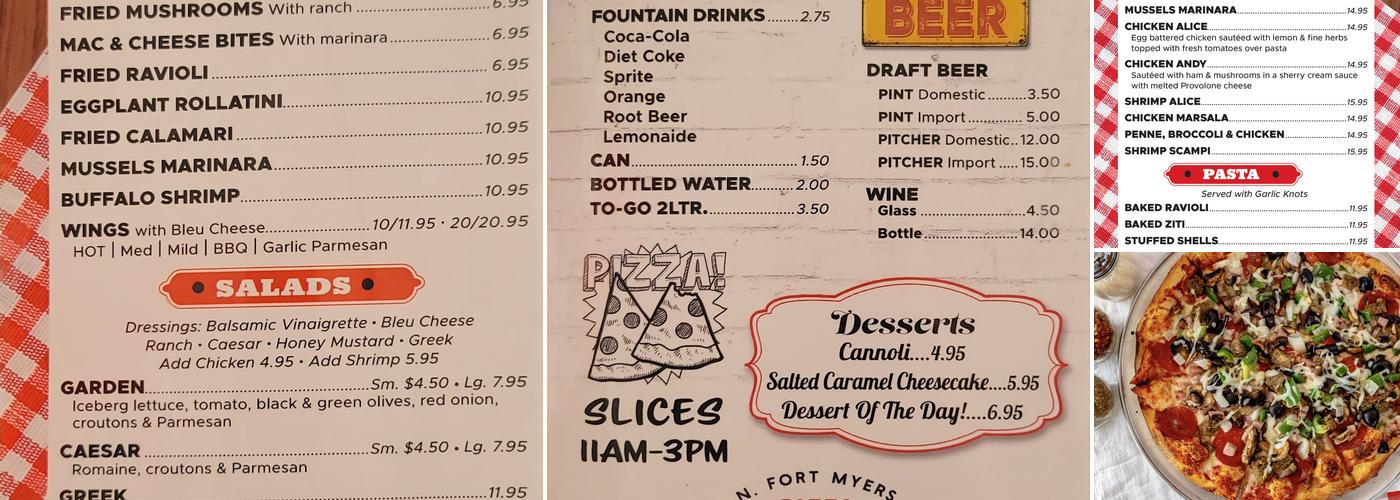 FRIED MUSHROOMS With ranch 6.95
MAC & CHEESE BITES With marinara 6.95
FRIED RAVIOLI 6.95
EGGPLANT ROLLATINI 10.95
FRIED CALAMARI 10.95
MUSSELS MARINARA 10.95
BUFFALO SHRIMP 10.95
WINGS with Bleu Cheese 10/11.95 • 20/20.95
HOT | Med | Mild | BBQ | Garlic Parmesan
SALADS
Dressings: Balsamic Vinaigrette • Bleu Cheese
Ranch • Caesar • Honey Mustard • Greek
Add Chicken 4.95 • Add Shrimp 5.95
GARDEN Sm. $4.50 • Lg. 7.95
Iceberg lettuce, tomato, black & green olives, red onion,
croutons & Parmesan
CAESAR Sm. $4.50 • Lg. 7.95
Romaine, croutons & Parmesan
GREEK 11.95
FOUNTAIN DRINKS 2.75
Coca-Cola
Diet Coke
Sprite
Orange
Root Beer
Lemonaide
CAN 1.50
BOTTLED WATER 2.00
TO-GO 2LTR. 3.50
PIZZA!
SLICES
11AM-3PM
BEER
DRAFT BEER
PINT Domestic 3.50
PINT Import 5.00
PITCHER Domestic 12.00
PITCHER Import 15.00
WINE
Glass 4.50
Bottle 14.00
Desserts
Cannoli....4.95
Salted Caramel Cheesecake....5.95
Dessert Of The Day!....6.95
N. FORT MYERS
MUSSELS MARINARA 14.95
CHICKEN ALICE 14.95
Egg battered chicken sautéed with lemon & fine herbs
topped with fresh tomatoes over pasta
CHICKEN ANDY 14.95
Sautéed with ham & mushrooms in a sherry cream sauce
with melted Provolone cheese
SHRIMP ALICE 15.95
CHICKEN MARSALA 14.95
PENNE, BROCCOLI & CHICKEN 14.95
SHRIMP SCAMPI 15.95
PASTA
Served with Garlic Knots
BAKED RAVIOLI 11.95
BAKED ZITI 11.95
STUFFED SHELLS 11.95